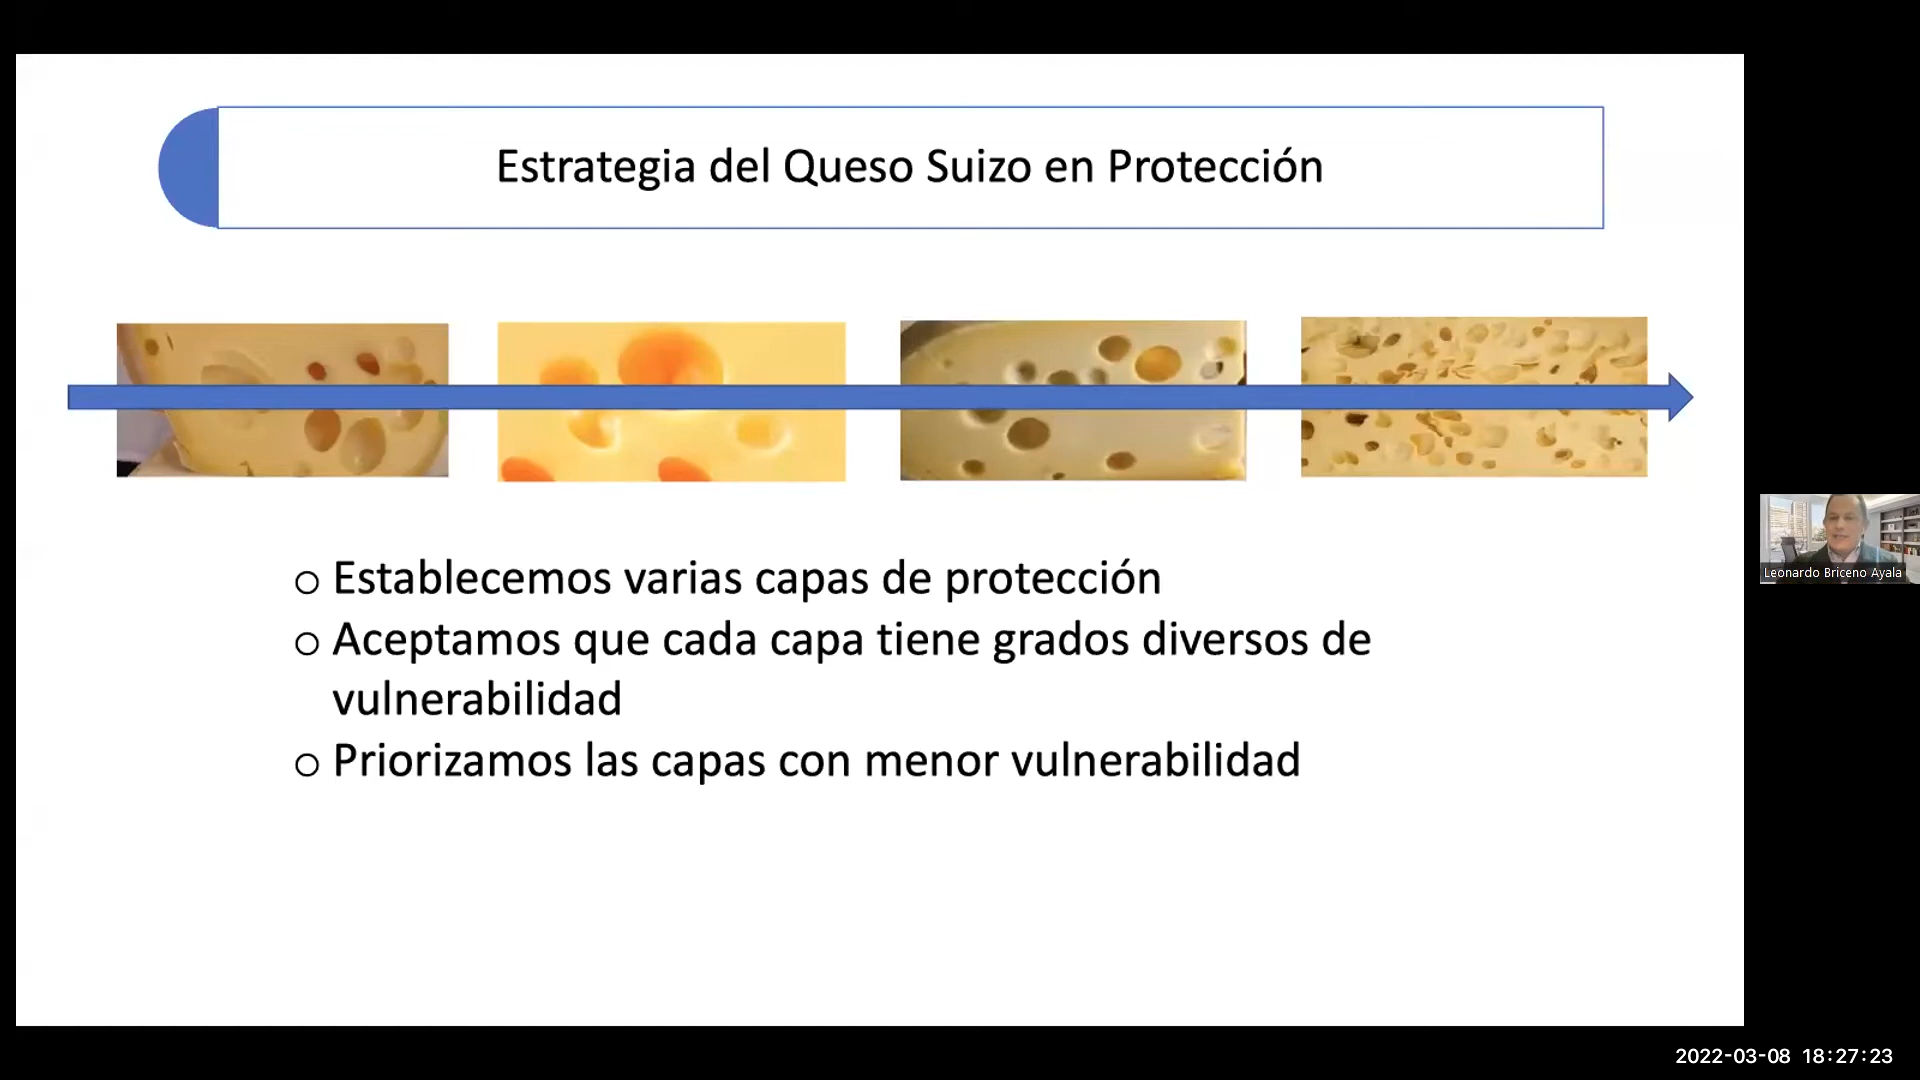 Estrategia del Queso Suizo en Protección
o Establecemos varias capas de protección
o Aceptamos que cada capa tiene grados diversos de
vulnerabilidad
o Priorizamos las capas con menor vulnerabilidad
Leonardo Briceno Ayala
2022-03-08 18:27:23